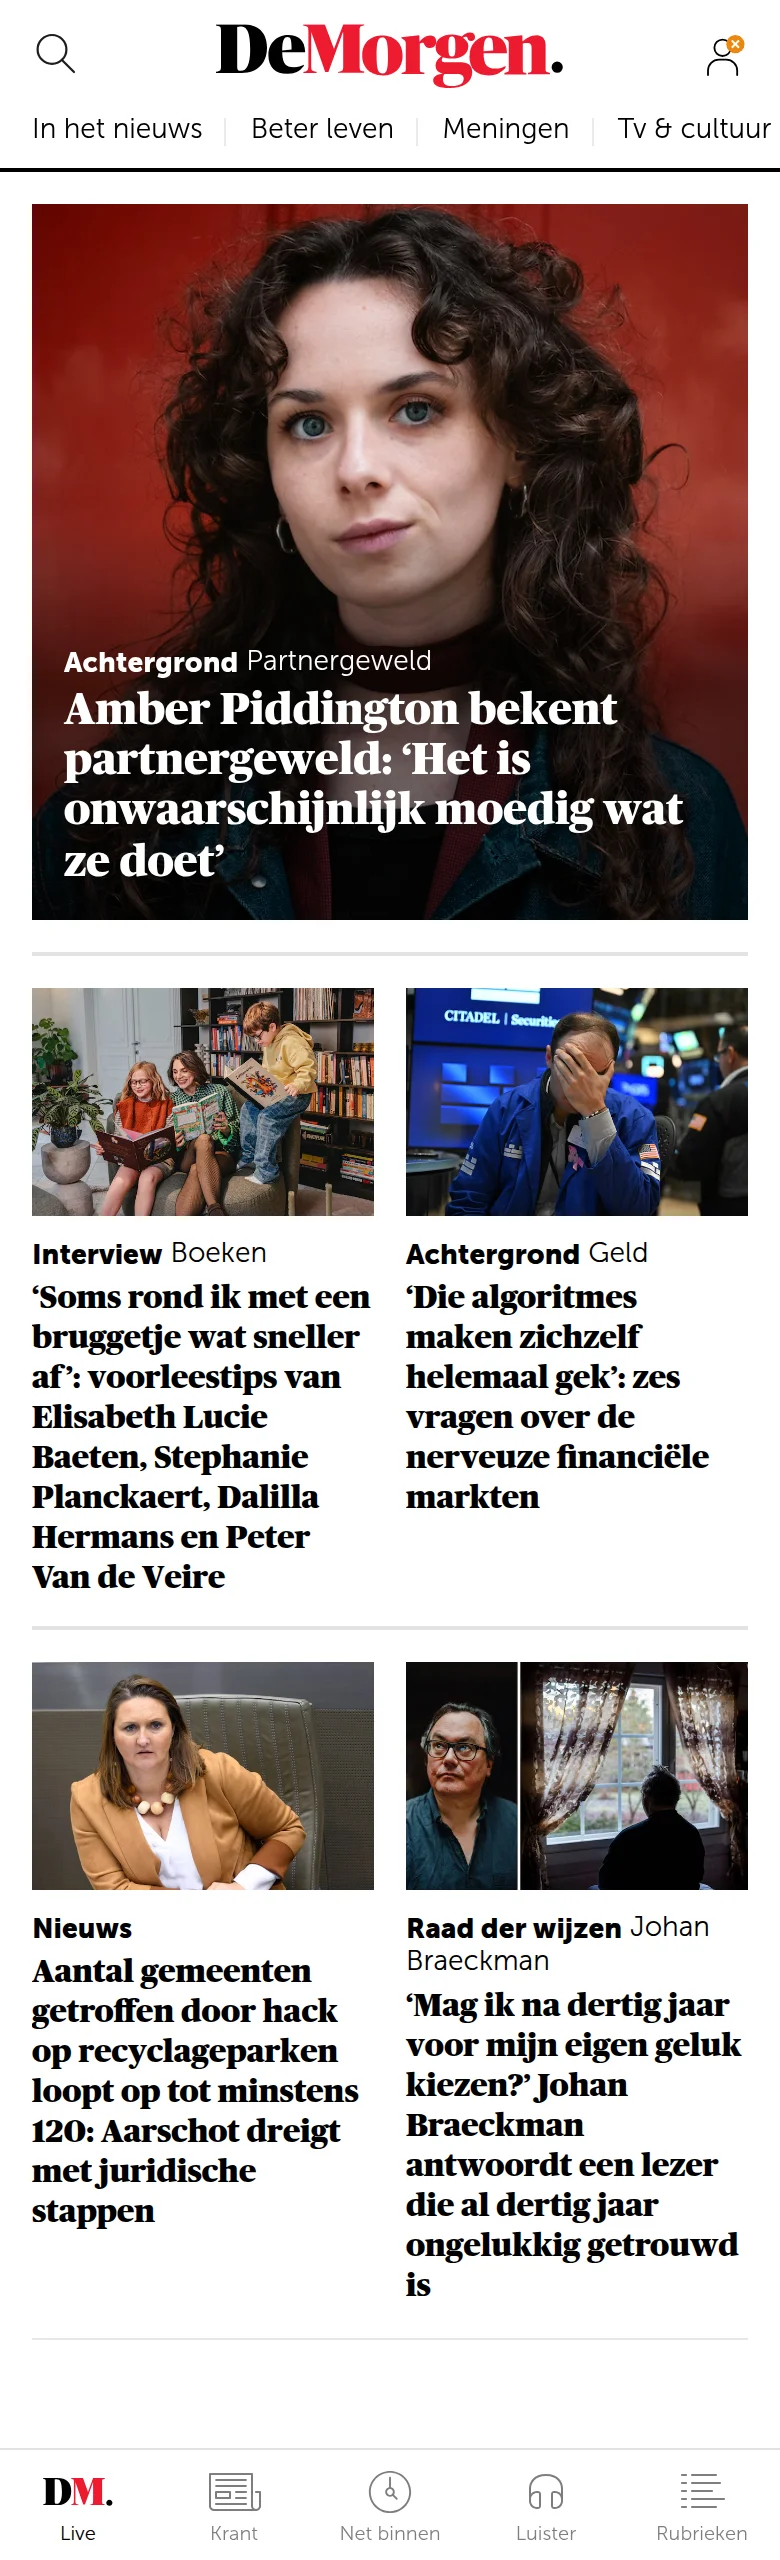 DeMorgen.
In het nieuws
Beter leven
Meningen
Tv & cultuur
Achtergrond Partnergeweld
Amber Piddington bekent
partnergeweld: ‘Het is
onwaarschijnlijk moedig wat
ze doet’
CITADEL | Securitie
Interview Boeken
‘Soms rond ik met een
bruggetje wat sneller
af’: voorleestips van
Elisabeth Lucie
Baeten, Stephanie
Planckaert, Dalilla
Hermans en Peter
Van de Veire
Achtergrond Geld
‘Die algoritmes
maken zichzelf
helemaal gek’: zes
vragen over de
nerveuze financiële
markten
Nieuws
Aantal gemeenten
getroffen door hack
op recyclageparken
loopt op tot minstens
120: Aarschot dreigt
met juridische
stappen
Raad der wijzen Johan
Braeckman
‘Mag ik na dertig jaar
voor mijn eigen geluk
kiezen?’ Johan
Braeckman
antwoordt een lezer
die al dertig jaar
ongelukkig getrouwd
is
DM.
Live
Krant
Net binnen
Luister
Rubrieken